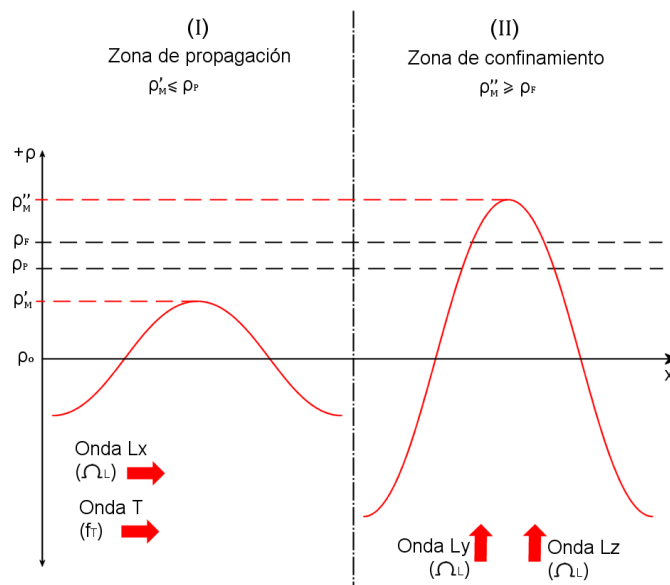 (I)
Zona de propagación
ρ'M ≤ ρP
(II)
Zona de confinamiento
ρ''M ≥ ρF
+ρ
ρ''M
ρF
ρP
ρ'M
ρo
x
Onda Lx
(ΩL)
Onda T
(fT)
Onda Ly
(ΩL)
Onda Lz
(ΩL)